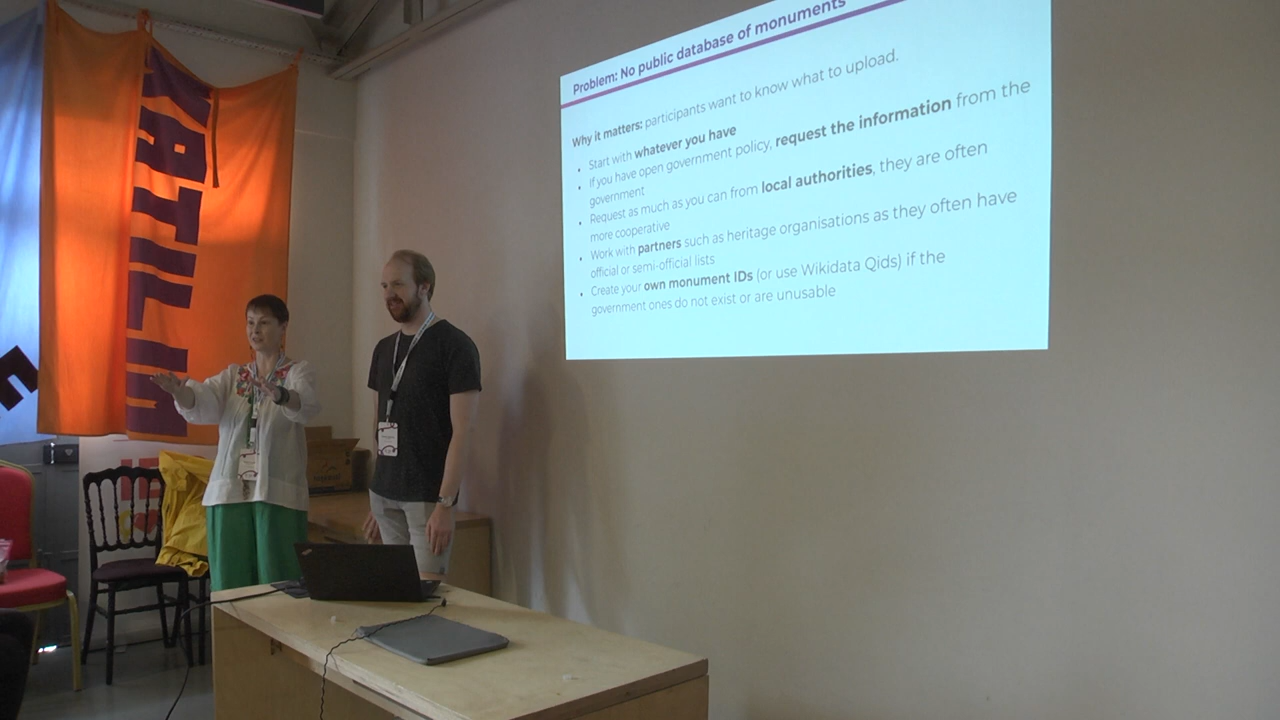 Problem: No public database of monuments
Why it matters: participants want to know what to upload.
• Start with whatever you have
• If you have open government policy, request the information from the
government
• Request as much as you can from local authorities, they are often
more cooperative
• Work with partners such as heritage organisations as they often have
official or semi-official lists
• Create your own monument IDs (or use Wikidata Qids) if the
government ones do not exist or are unusable